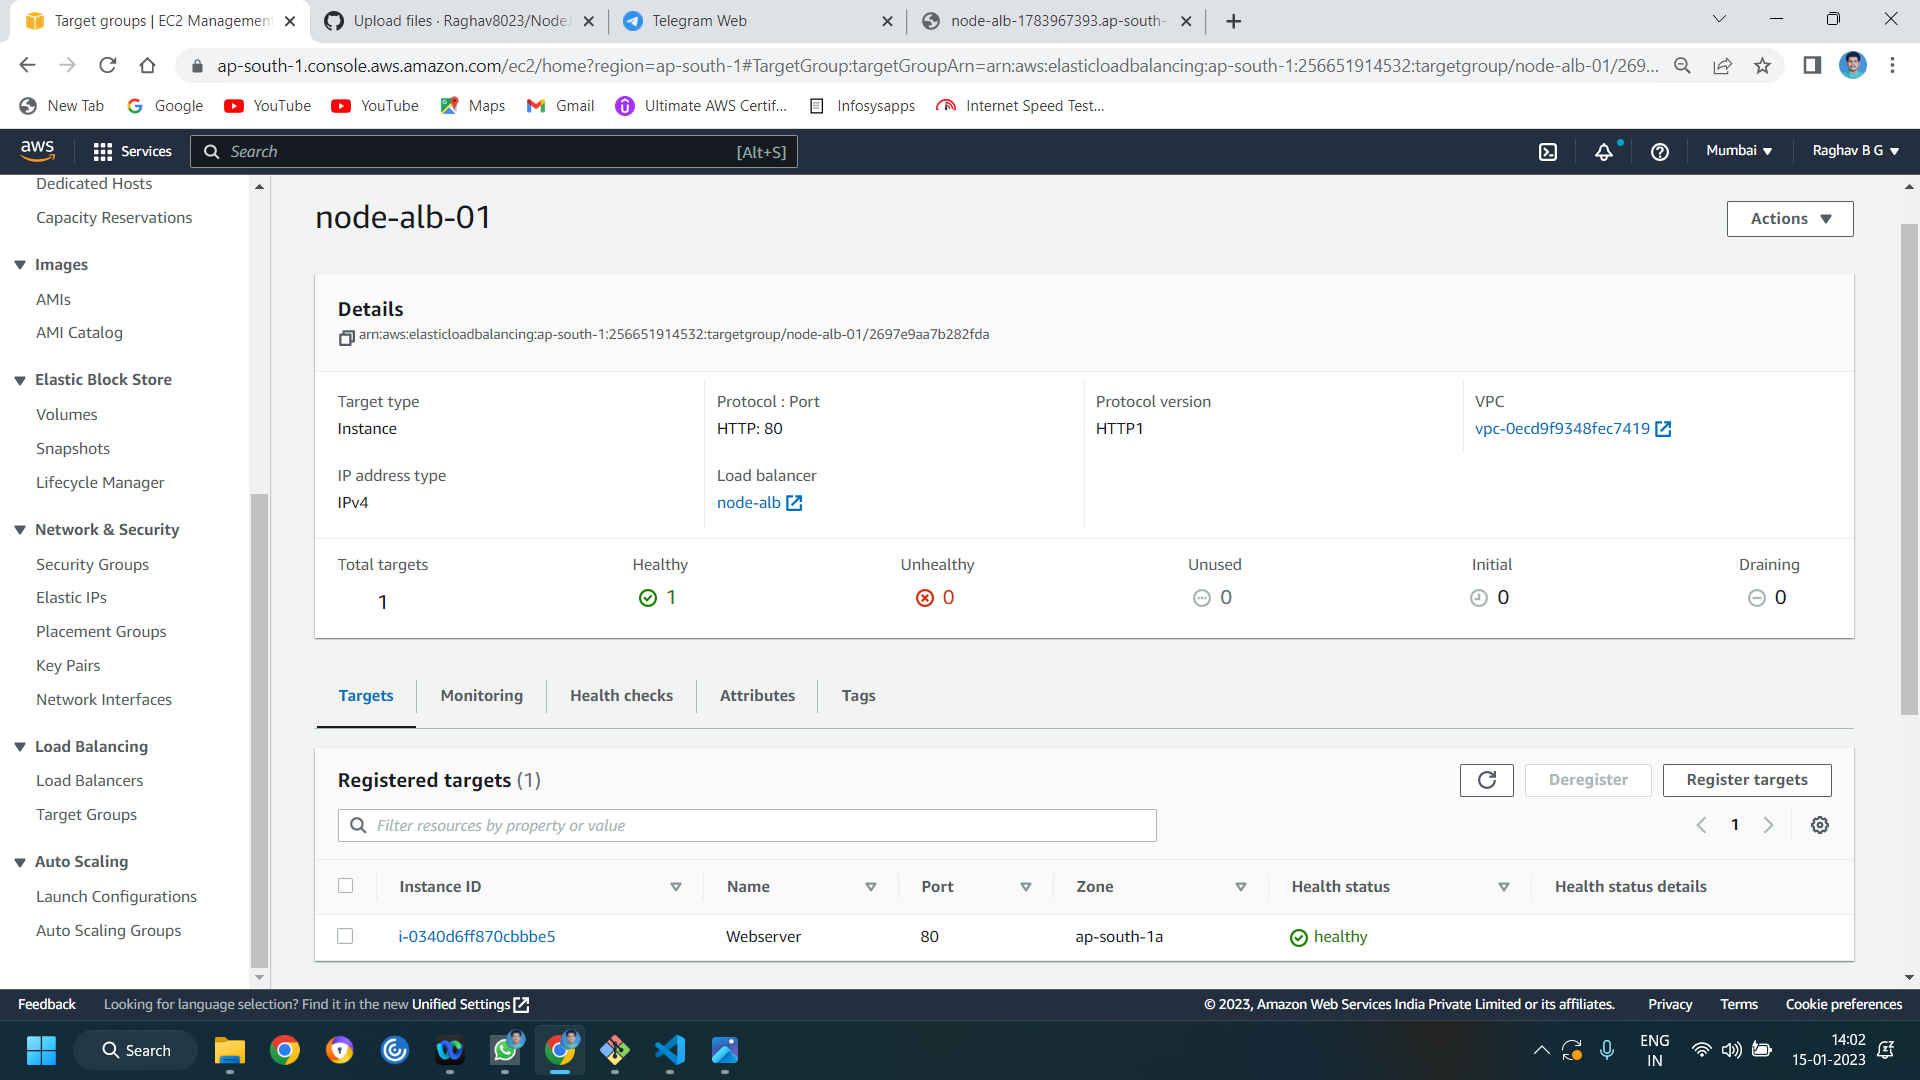 Target groups | EC2 Management
Upload files · Raghav8023/NodeJ
Telegram Web
node-alb-1783967393.ap-south-
ap-south-1.console.aws.amazon.com/ec2/home?region=ap-south-1#TargetGroup:targetGroupArn=arn:aws:elasticloadbalancing:ap-south-1:256651914532:targetgroup/node-alb-01/269...
New Tab
Google
YouTube
YouTube
Maps
Gmail
Ultimate AWS Certif...
Infosysapps
Internet Speed Test...
aws
Services
Search
[Alt+S]
Mumbai
Raghav B G
Dedicated Hosts
Capacity Reservations
Images
AMIs
AMI Catalog
Elastic Block Store
Volumes
Snapshots
Lifecycle Manager
Network & Security
Security Groups
Elastic IPs
Placement Groups
Key Pairs
Network Interfaces
Load Balancing
Load Balancers
Target Groups
Auto Scaling
Launch Configurations
Auto Scaling Groups
node-alb-01
Actions
Details
arn:aws:elasticloadbalancing:ap-south-1:256651914532:targetgroup/node-alb-01/2697e9aa7b282fda
Target type
Instance
Protocol : Port
HTTP: 80
Protocol version
HTTP1
VPC
vpc-0ecd9f9348fec7419
IP address type
IPv4
Load balancer
node-alb
Total targets
1
Healthy
1
Unhealthy
0
Unused
0
Initial
0
Draining
0
Targets
Monitoring
Health checks
Attributes
Tags
Registered targets (1)
Deregister
Register targets
Filter resources by property or value
1
Instance ID
Name
Port
Zone
Health status
Health status details
i-0340d6ff870cbbbe5
Webserver
80
ap-south-1a
healthy
Feedback
Looking for language selection? Find it in the new Unified Settings
© 2023, Amazon Web Services India Private Limited or its affiliates.
Privacy
Terms
Cookie preferences
Search
ENG
IN
14:02
15-01-2023